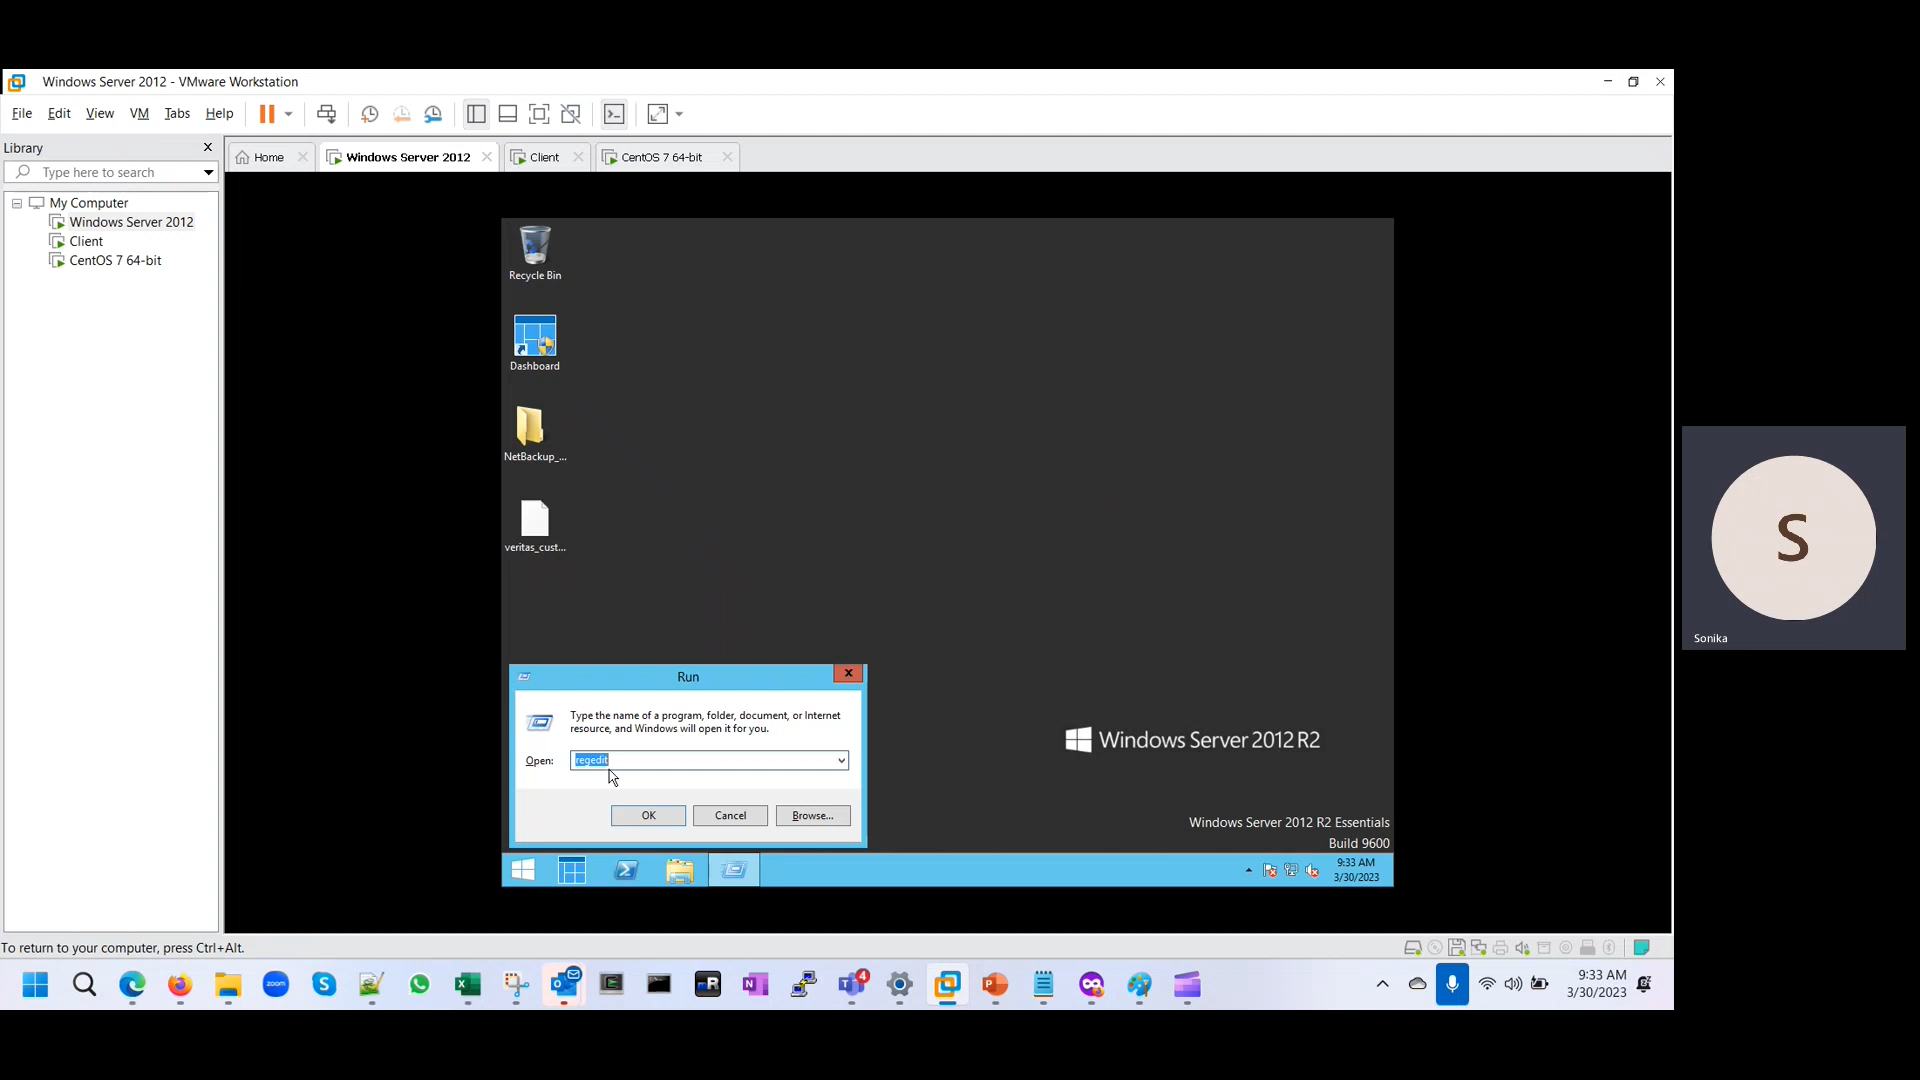 Windows Server 2012 - VMware Workstation
File Edit View VM Tabs Help
Library
Type here to search
My Computer
Windows Server 2012
Client
CentOS 7 64-bit
Home
Windows Server 2012
Client
CentOS 7 64-bit
Recycle Bin
Dashboard
NetBackup_...
veritas_cust...
Run
Type the name of a program, folder, document, or Internet
resource, and Windows will open it for you.
Open: regedit
OK Cancel Browse...
Windows Server 2012 R2
Windows Server 2012 R2 Essentials
Build 9600
9:33 AM
3/30/2023
S
Sonika
To return to your computer, press Ctrl+Alt.
zoom
4
9:33 AM
3/30/2023